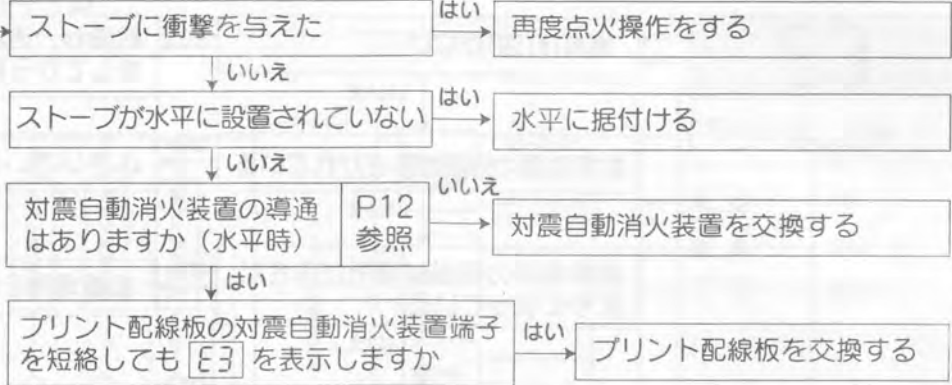 ストーブに衝撃を与えた
はい
再度点火操作をする
いいえ
ストーブが水平に設置されていない
はい
水平に据付ける
いいえ
対震自動消火装置の導通
はありますか（水平時）
P12
参照
いいえ
対震自動消火装置を交換する
はい
プリント配線板の対震自動消火装置端子
を短絡しても E3 を表示しますか
はい
プリント配線板を交換する